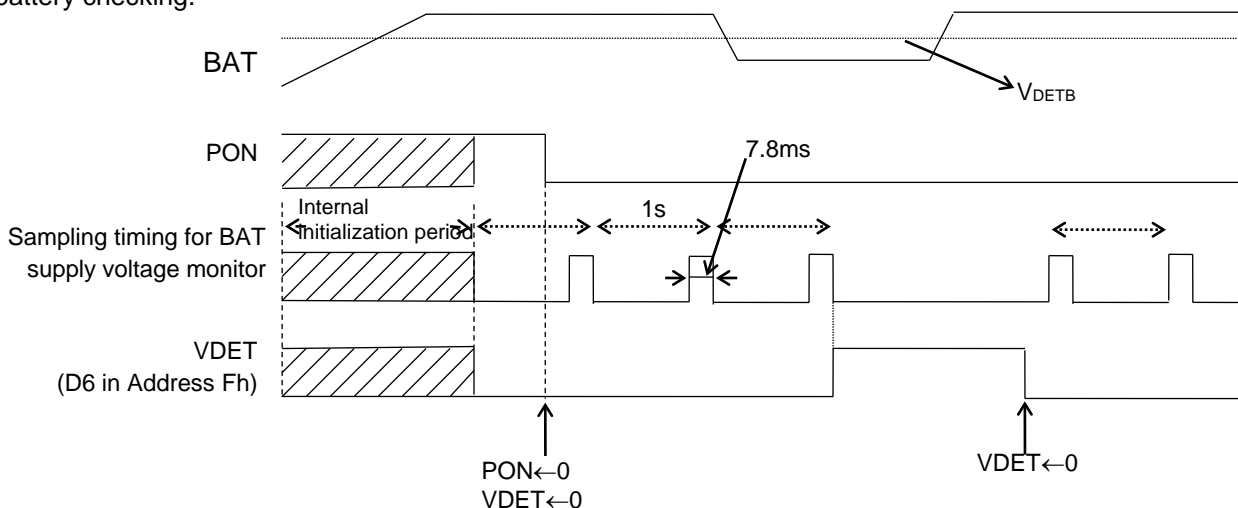 battery checking.
BAT
VDETB
PON
7.8ms
Internal
initialization period
1s
Sampling timing for BAT
supply voltage monitor
VDET
(D6 in Address Fh)
PON←0
VDET←0
VDET←0